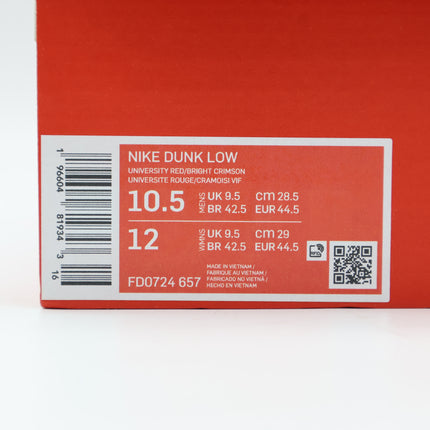 NIKE DUNK LOW
UNIVERSITY RED/BRIGHT CRIMSON
UNIVERSITE ROUGE/CRAMOISI VIF
10.5 MENS UK 9.5 CM 28.5
BR 42.5 EUR 44.5
12 WMNS UK 9.5 CM 29
BR 42.5 EUR 44.5
FD0724 657
MADE IN VIETNAM /
FABRIQUE AU VIETNAM /
FABRICADO NO VIETNÃ /
HECHO EN VIETNAM
1 96604 81934 3
16